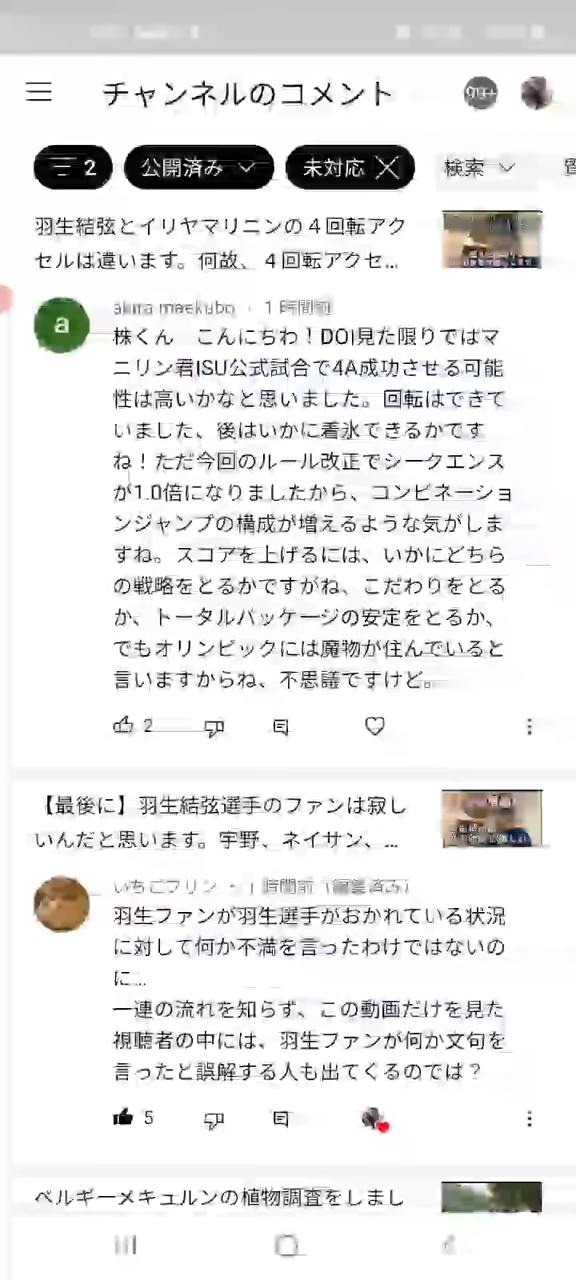 チャンネルのコメント
99+
2
公開済み
未対応
検索
羽生結弦とイリヤマリニンの４回転アク
セルは違います。何故、４回転アクセ...
a
akira maekubo · 1 時間前
株くん　こんにちわ！DOI見た限りではマ
ニリン君ISU公式試合で4A成功させる可能
性は高いかなと思いました。回転はできて
いました、後はいかに着氷できるかです
ね！ただ今回のルール改正でシークエンス
が1.0倍になりましたから、コンビネーショ
ンジャンプの構成が増えるような気がしま
すね。スコアを上げるには、いかにどちら
の戦略をとるかですがね、こだわりをとる
か、トータルパッケージの安定をとるか、
でもオリンピックには魔物が住んでいると
言いますからね、不思議ですけど。
2
【最後に】羽生結弦選手のファンは寂し
いんだと思います。宇野、ネイサン、...
いちごプリン · 1 時間前（編集済み）
羽生ファンが羽生選手がおかれている状況
に対して何か不満を言ったわけではないの
に...
一連の流れを知らず、この動画だけを見た
視聴者の中には、羽生ファンが何か文句を
言ったと誤解する人も出てくるのでは？
5
ベルギーメキュルンの植物調査をしまし